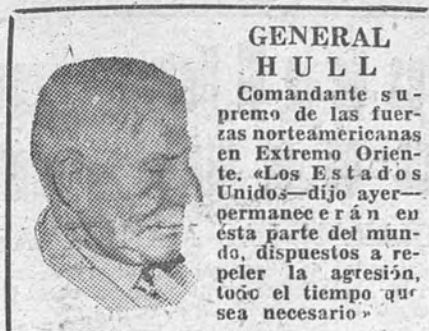 GENERAL
HULL
Comandante su-
premo de las fuer-
zas norteamericanas
en Extremo Orien-
te. «Los Estados
Unidos—dijo ayer—
permanecerán en
ésta parte del mun-
do, dispuestos a re-
peler la agresión,
todo el tiempo que
sea necesario»